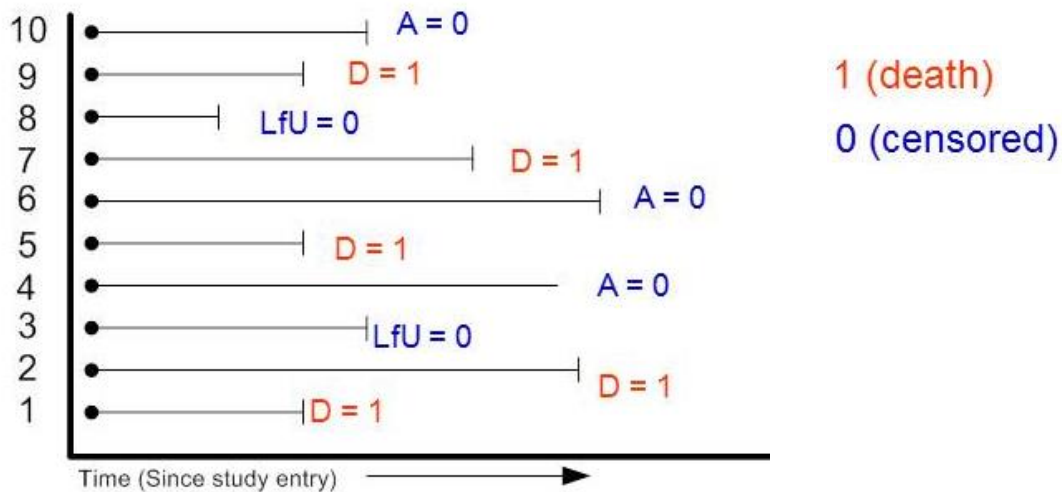 10
A = 0
9
D = 1
8
LfU = 0
7
D = 1
6
A = 0
5
D = 1
4
A = 0
3
LfU = 0
2
D = 1
1
D = 1
Time (Since study entry)
1 (death)
0 (censored)